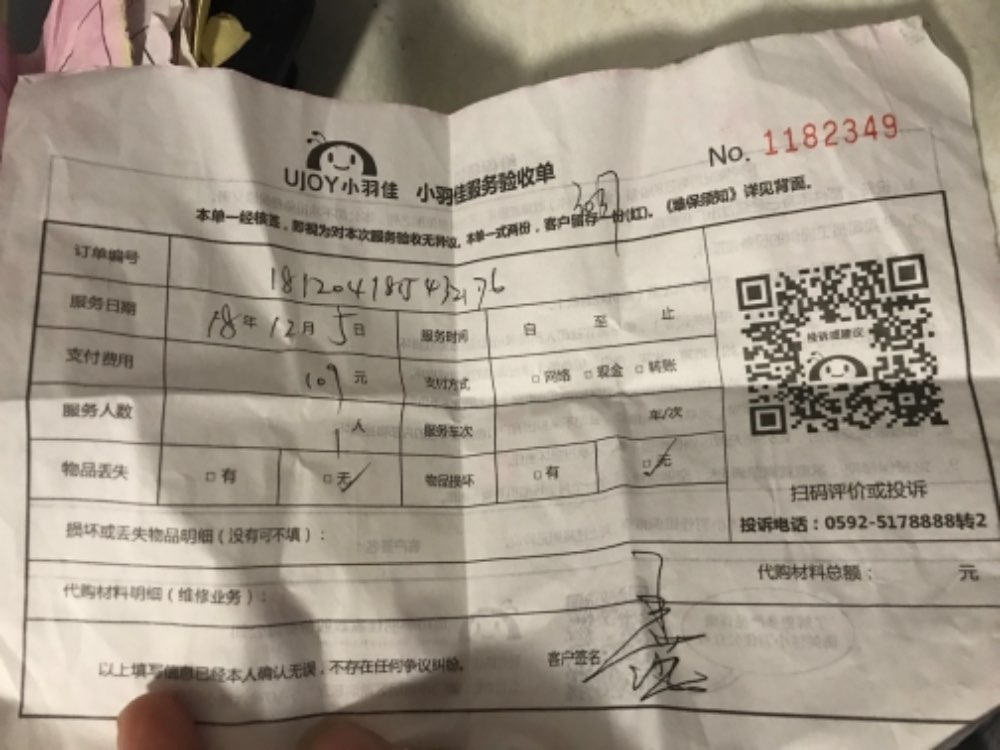 No. 1182349
UJOY小羽佳 小羽佳服务验收单
303
本单一经核签，即视为对本次服务验收无异议。本单一式两份，客户留存一份(红)。《维保须知》详见背面。
订单编号
服务日期 18年 12月 5日 服务时间 自 至 止
支付费用 109 元 支付方式 □网络 □现金 □转账
服务人数 1 人 服务车次 年/次
物品丢失 □有 □无 物品损坏 □有 □无
投诉或建议
扫码评价或投诉
投诉电话：0592-5178888转2
损坏或丢失物品明细（没有可不填）：
代购材料明细（维修业务）： 代购材料总额： 元
以上填写信息已经本人确认无误，不存在任何争议纠纷。 客户签名：